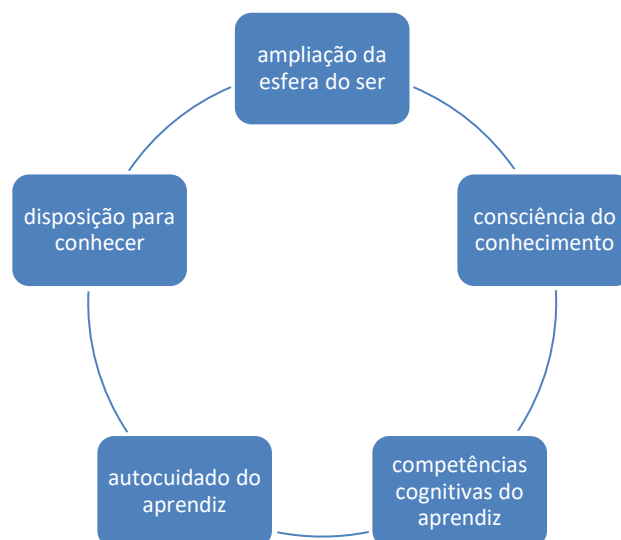 ampliação da
esfera do ser
consciência do
conhecimento
competências
cognitivas do
aprendiz
autocuidado do
aprendiz
disposição para
conhecer